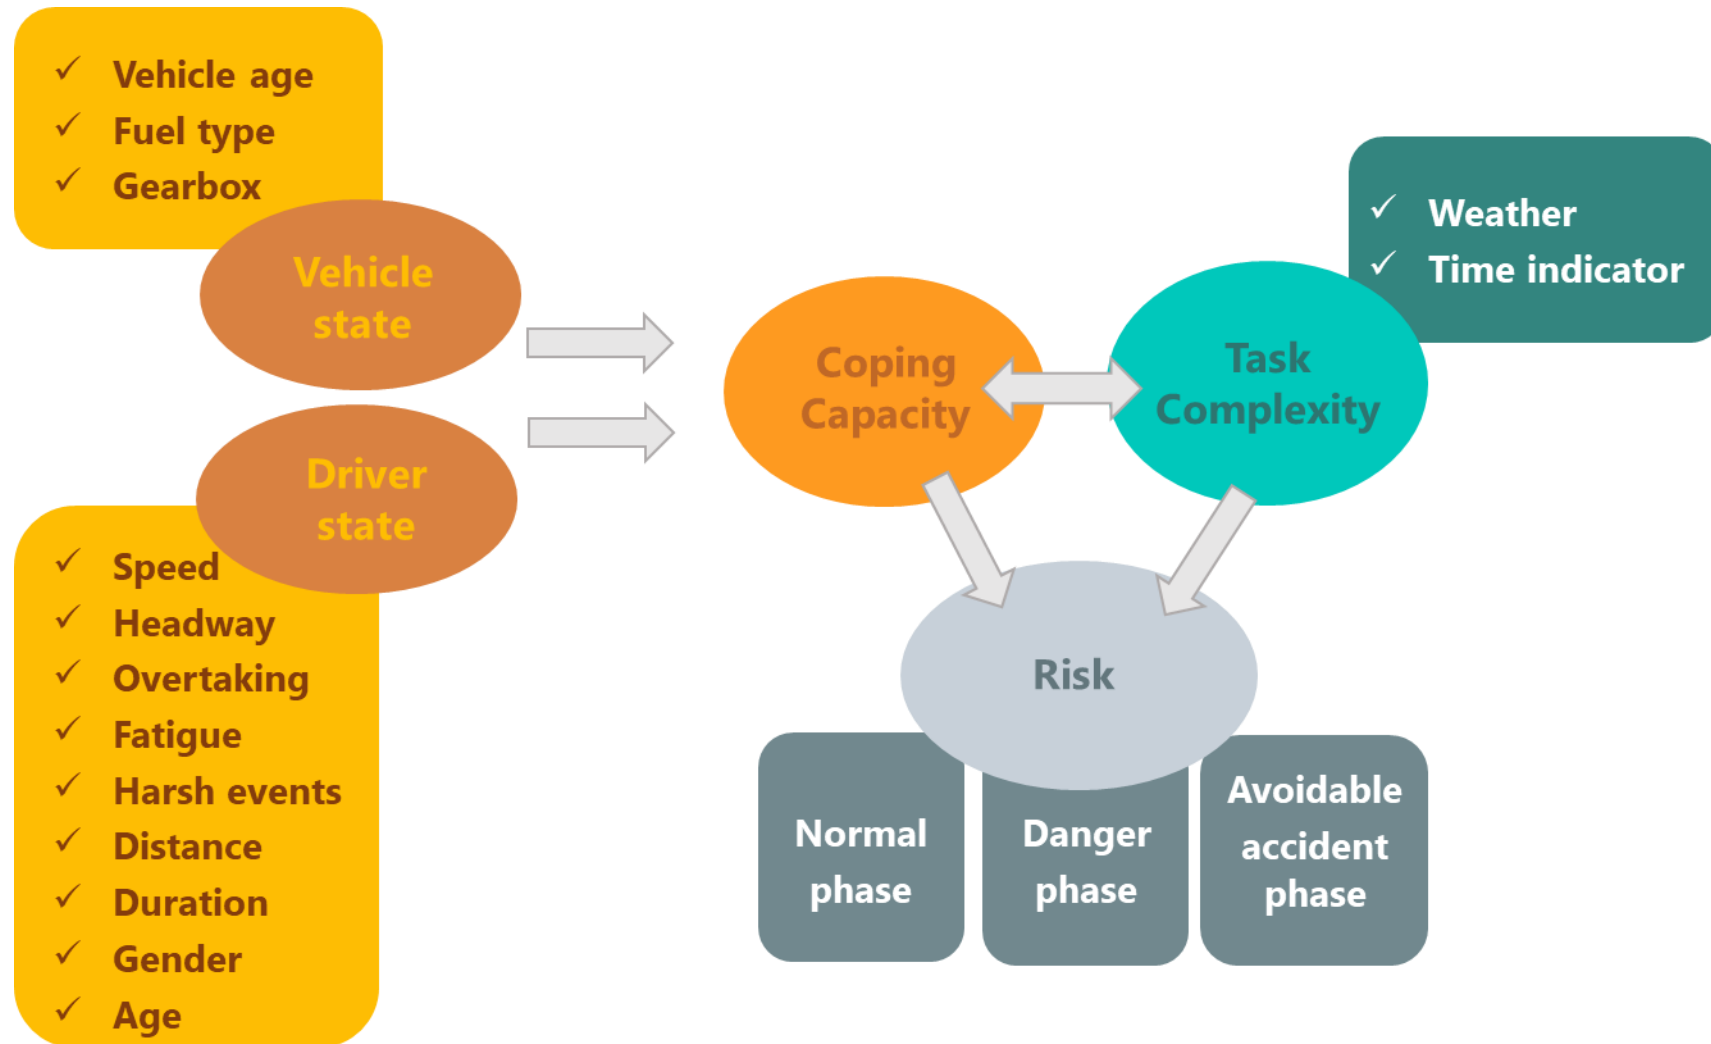 Vehicle age
Fuel type
Gearbox
Vehicle
state
Driver
state
Speed
Headway
Overtaking
Fatigue
Harsh events
Distance
Duration
Gender
Age
Coping
Capacity
Task
Complexity
Weather
Time indicator
Risk
Normal
phase
Danger
phase
Avoidable
accident
phase